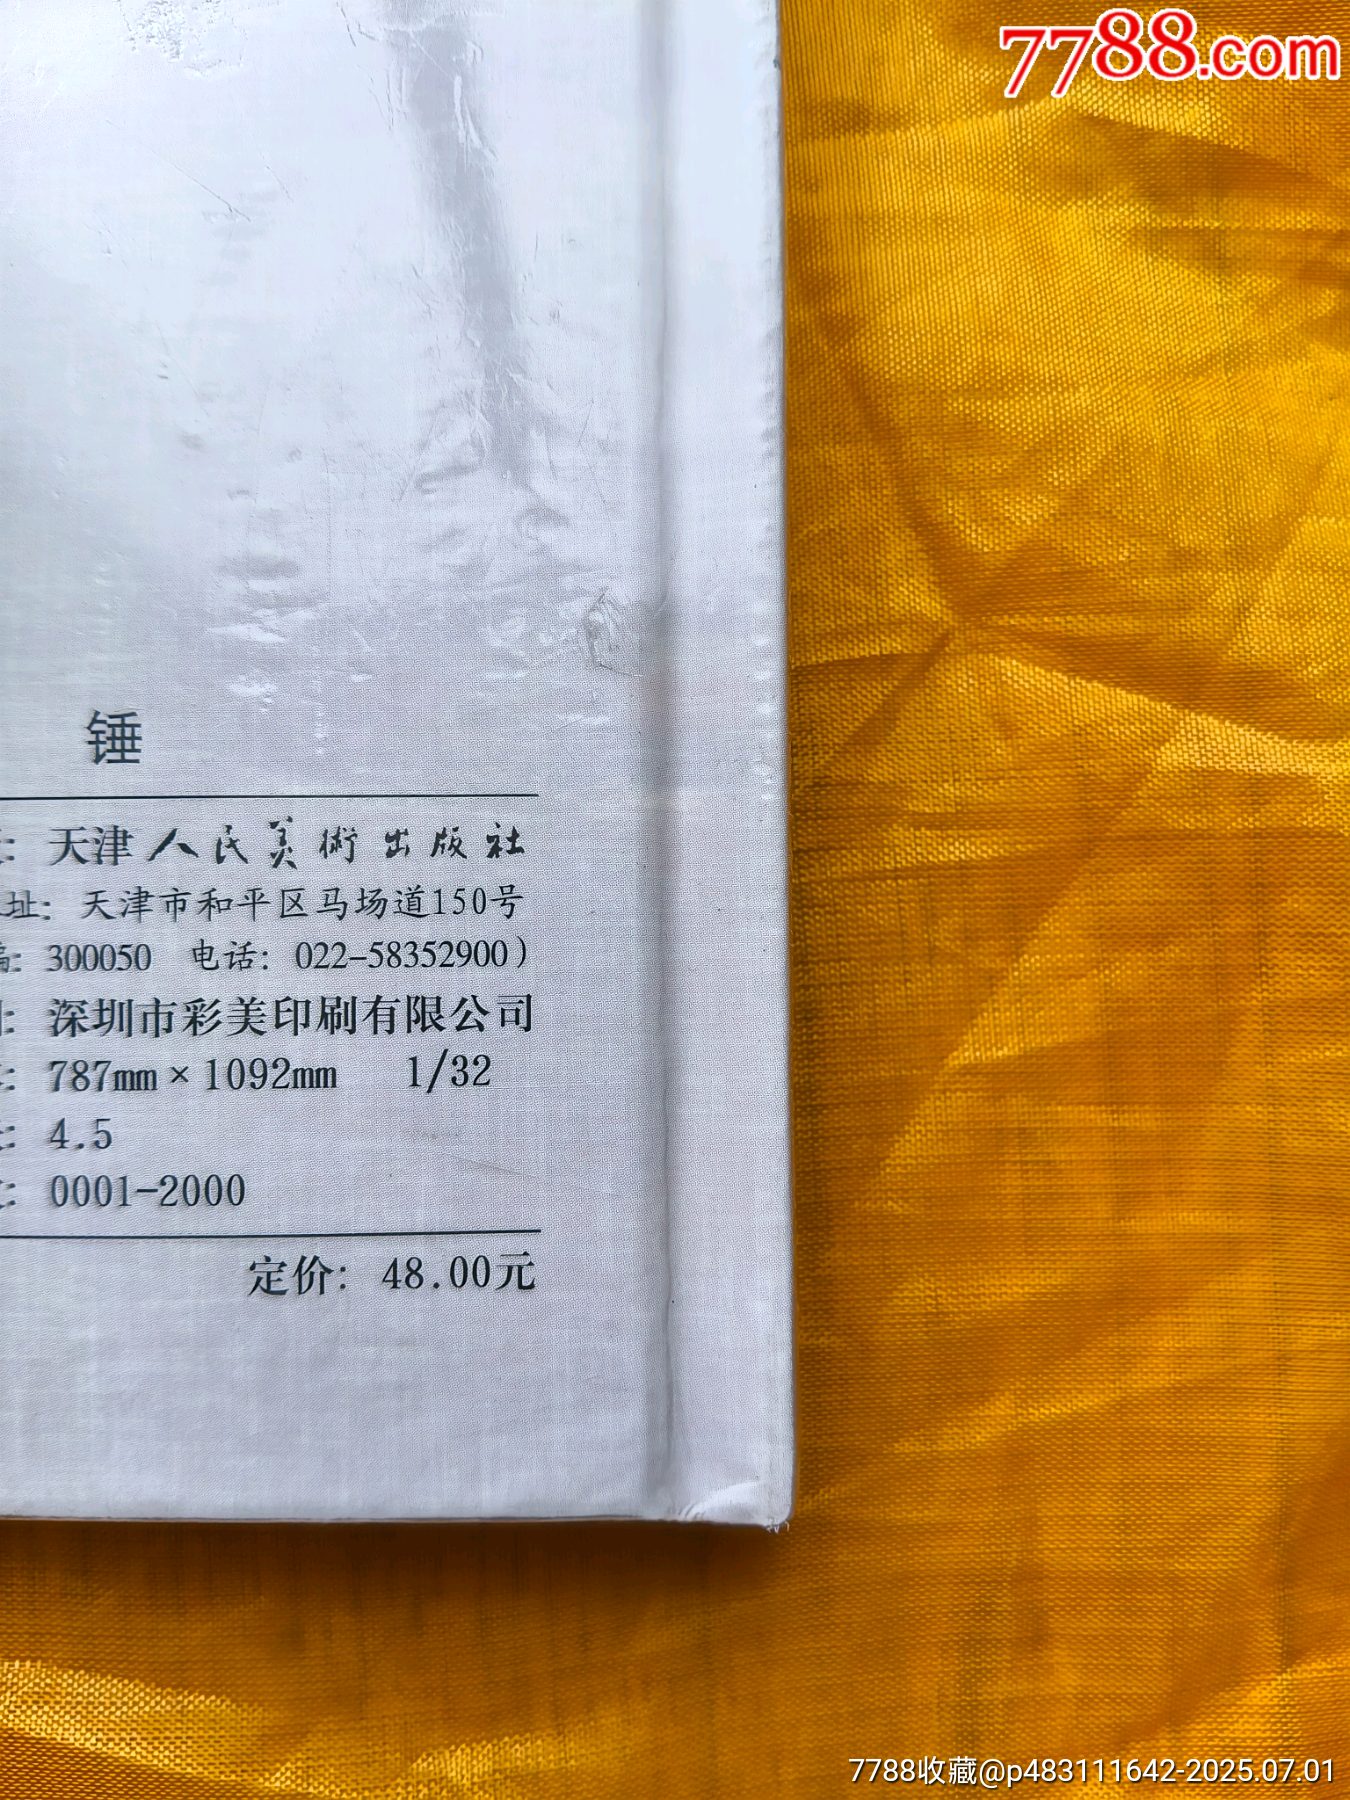 7788.com
锤
：天津人民美術出版社
址：天津市和平区马场道150号
编：300050 电话：022-58352900）
：深圳市彩美印刷有限公司
：787mm×1092mm 1/32
：4.5
：0001-2000
定价：48.00元
7788收藏@p483111642-2025.07.01